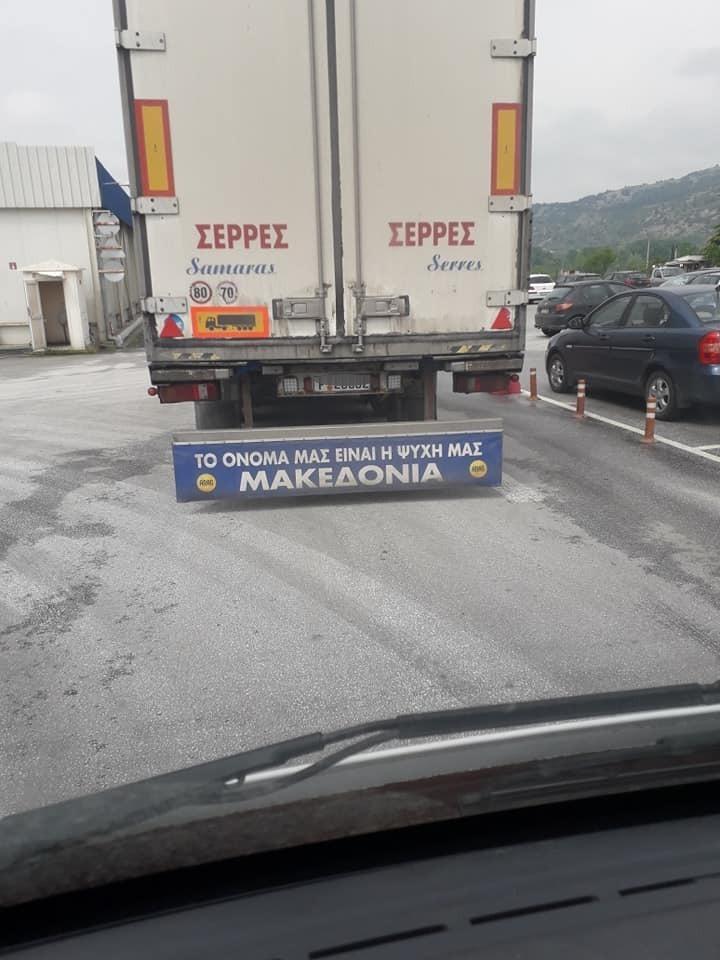 ΣΕΡΡΕΣ
Samaras
ΣΕΡΡΕΣ
Serres
80
70
ΤΟ ΟΝΟΜΑ ΜΑΣ ΕΙΝΑΙ Η ΨΥΧΗ ΜΑΣ
ΜΑΚΕΔΟΝΙΑ